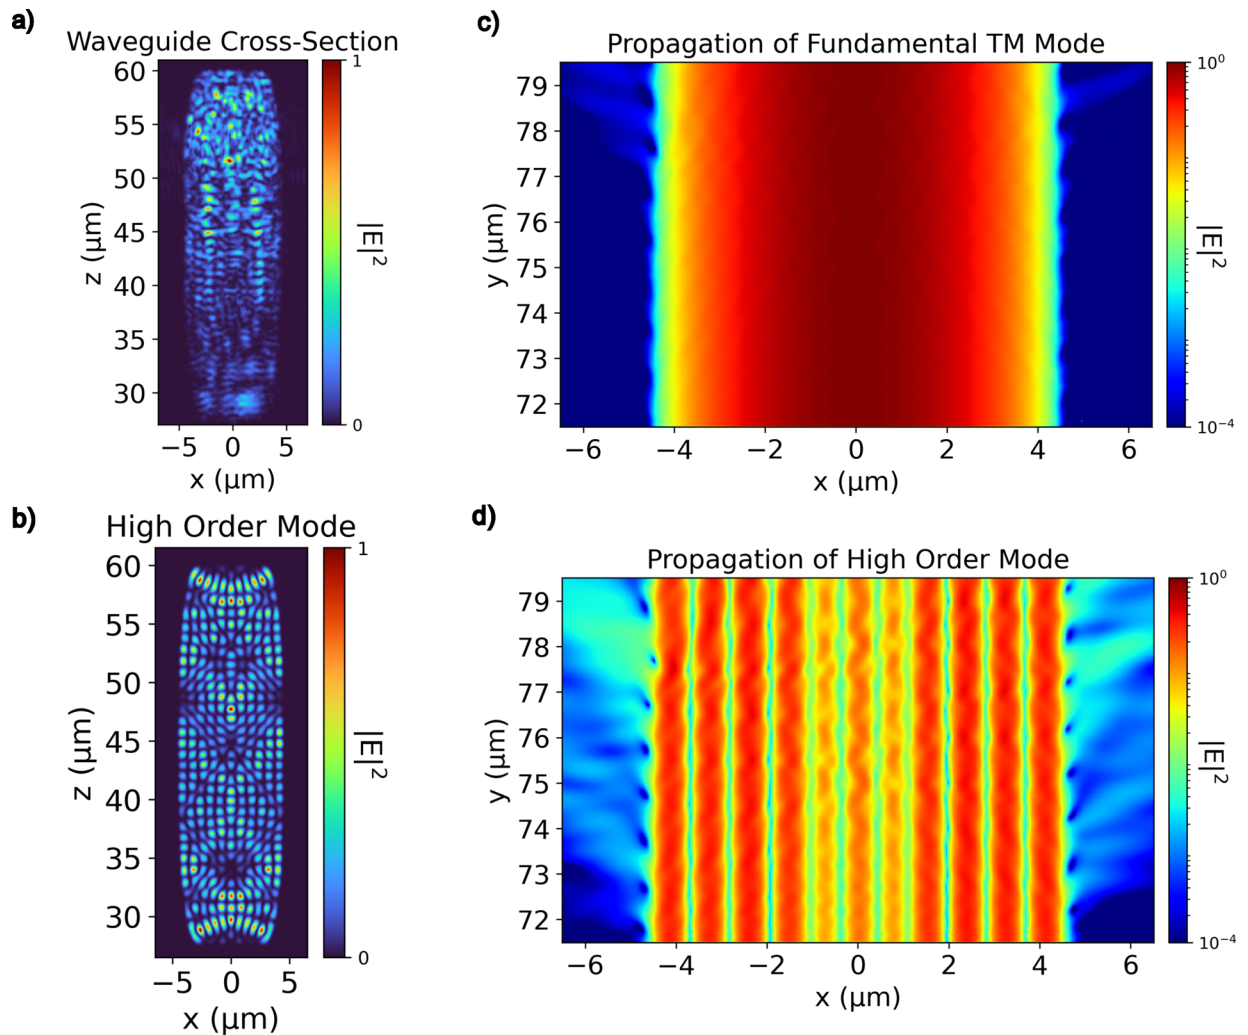 a)
Waveguide Cross-Section
60
55
50
45
40
35
30
z (μm)
−5 0 5
x (μm)
1
0
|E|²
b)
High Order Mode
60
55
50
45
40
35
30
z (μm)
−5 0 5
x (μm)
1
0
|E|²
c)
Propagation of Fundamental TM Mode
79
78
77
76
75
74
73
72
y (μm)
−6 −4 −2 0 2 4 6
x (μm)
10⁰
10⁻⁴
|E|²
d)
Propagation of High Order Mode
79
78
77
76
75
74
73
72
y (μm)
−6 −4 −2 0 2 4 6
x (μm)
10⁰
10⁻⁴
|E|²